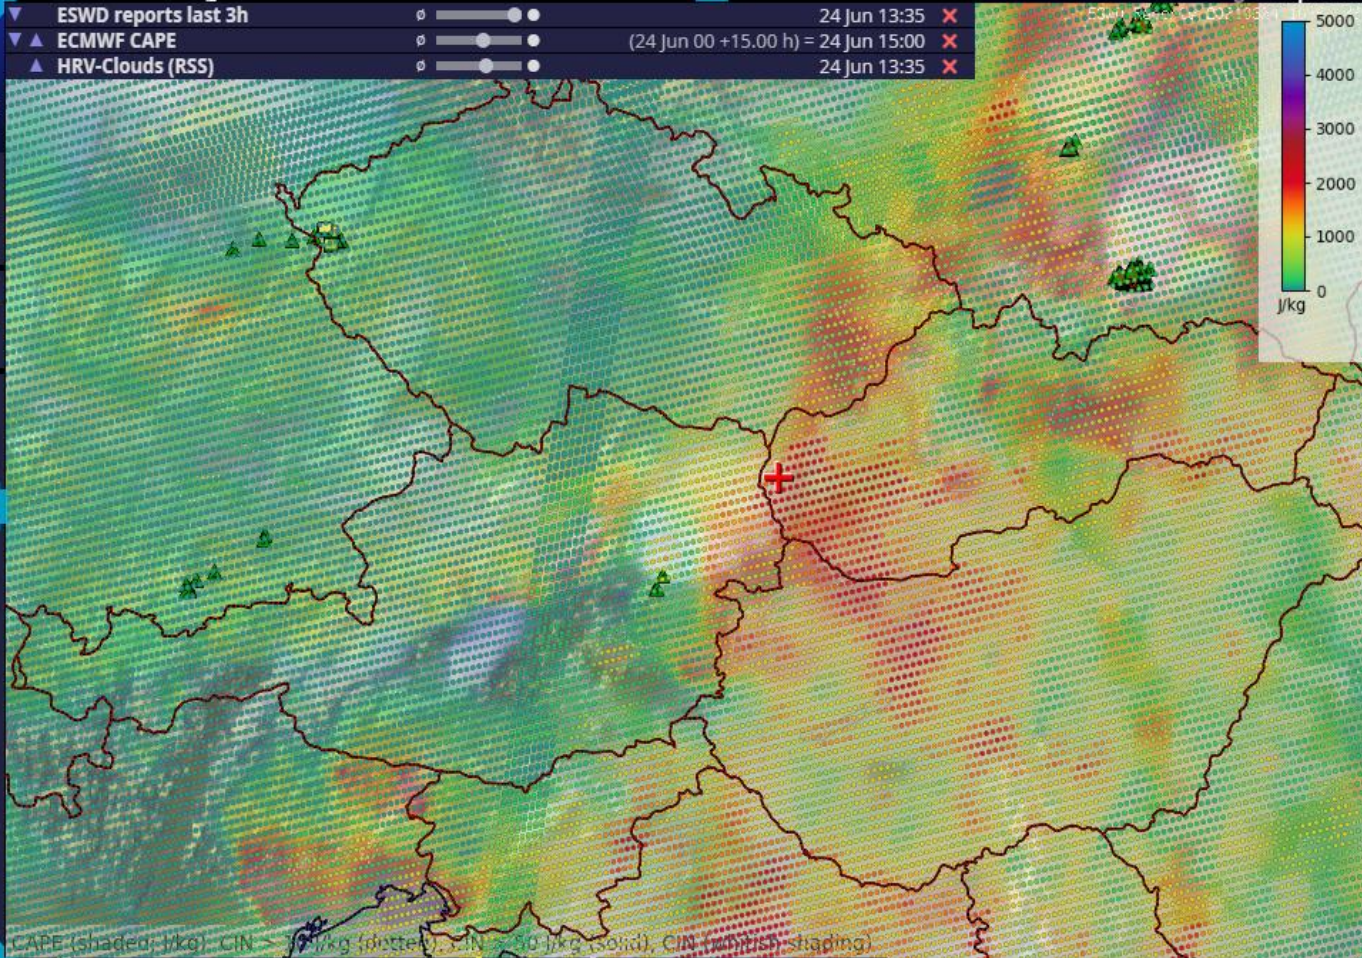 ESWD reports last 3h ø 24 Jun 13:35
ECMWF CAPE ø (24 Jun 00 +15.00 h) = 24 Jun 15:00
HRV-Clouds (RSS) ø 24 Jun 13:35
5000
4000
3000
2000
1000
0
J/kg
CAPE (shaded; J/kg), CIN > J/kg (dotted), CIN > 50 J/kg (solid), CIN (whitish shading)